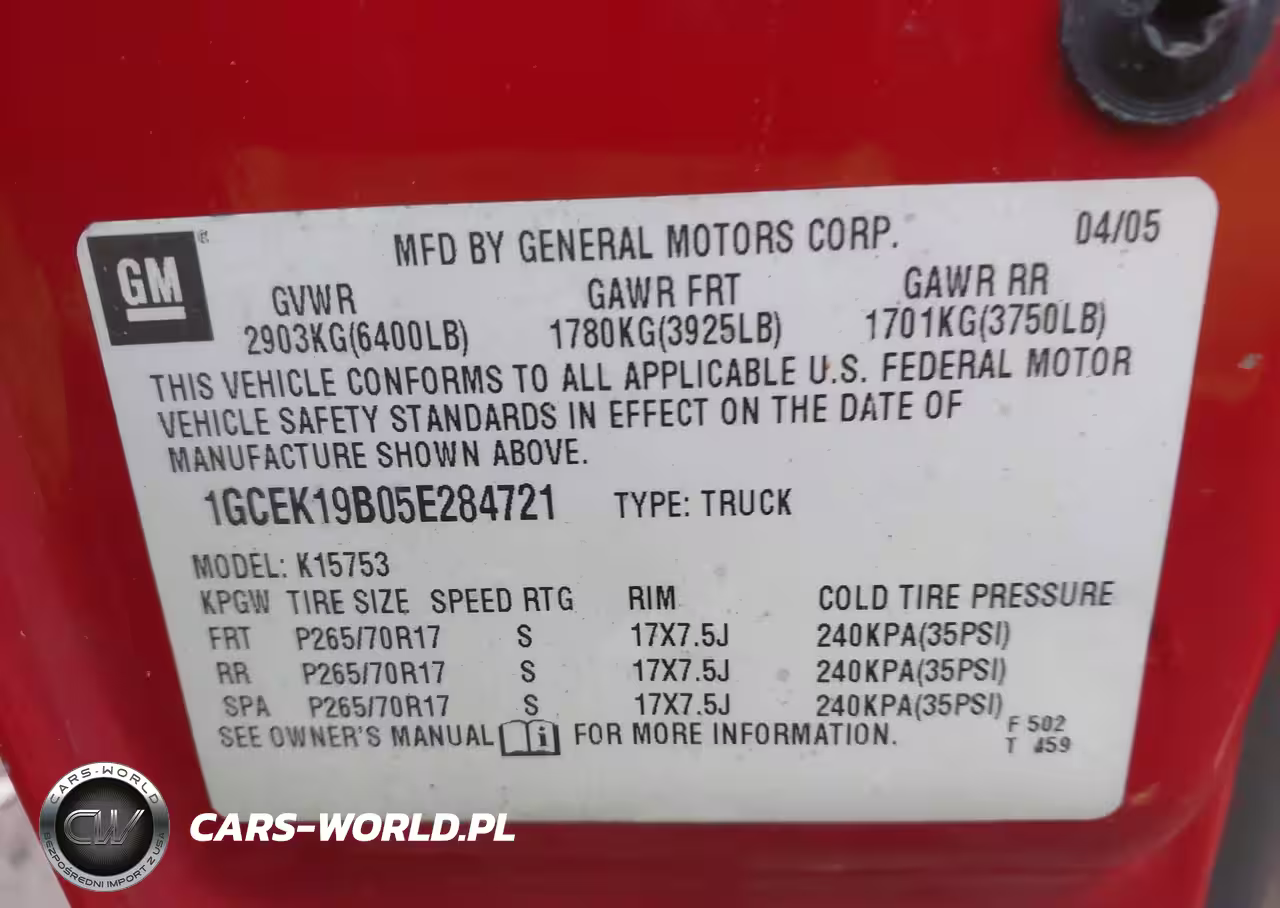 GM
®
MFD BY GENERAL MOTORS CORP. 04/05
GVWR GAWR FRT GAWR RR
2903KG(6400LB) 1780KG(3925LB) 1701KG(3750LB)
THIS VEHICLE CONFORMS TO ALL APPLICABLE U.S. FEDERAL MOTOR
VEHICLE SAFETY STANDARDS IN EFFECT ON THE DATE OF
MANUFACTURE SHOWN ABOVE.
1GCEK19B05E284721 TYPE: TRUCK
MODEL: K15753
KPGW TIRE SIZE SPEED RTG RIM COLD TIRE PRESSURE
FRT P265/70R17 S 17X7.5J 240KPA(35PSI)
RR P265/70R17 S 17X7.5J 240KPA(35PSI)
SPA P265/70R17 S 17X7.5J 240KPA(35PSI)
SEE OWNER'S MANUAL i FOR MORE INFORMATION.
F 502
T 459
CARS-WORLD
CW
BEZPOŚREDNI IMPORT Z USA
CARS-WORLD.PL